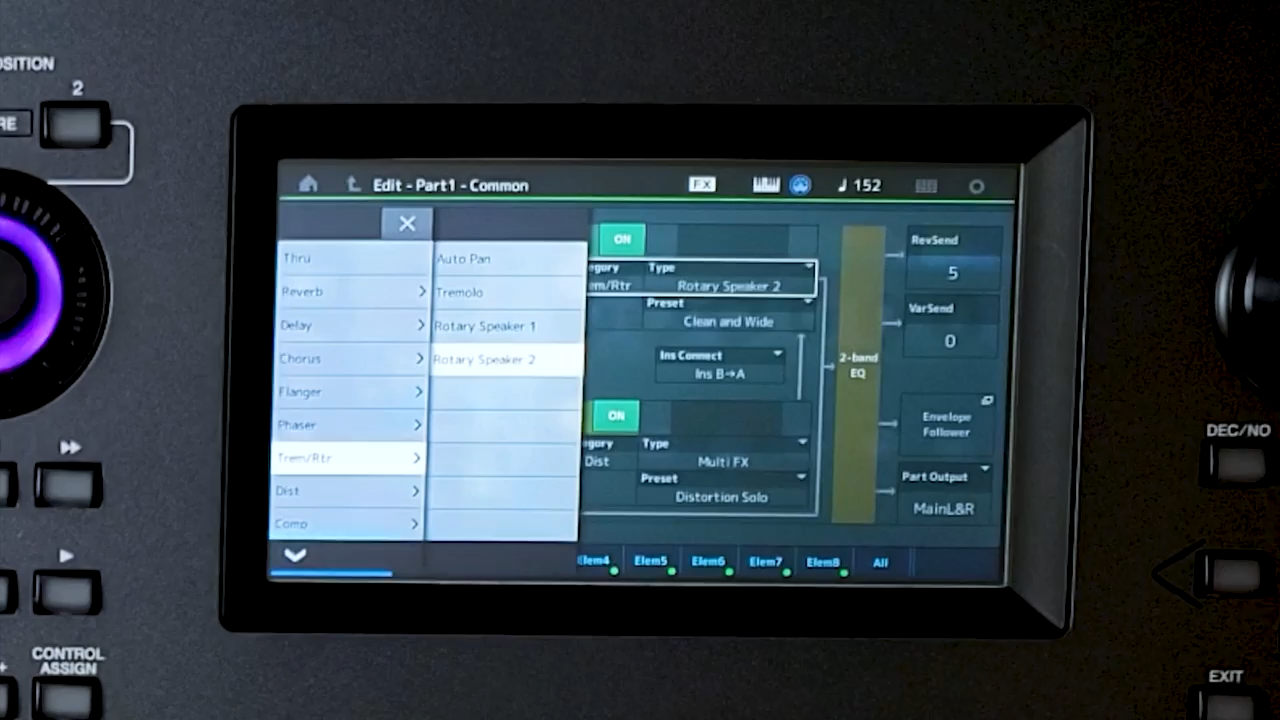 OSITION
2
RE
Edit - Part1 - Common
FX
152
Thru
Reverb
Delay
Chorus
Flanger
Phaser
Trem/Rtr
Dist
Comp
Auto Pan
Tremolo
Rotary Speaker 1
Rotary Speaker 2
ON
egory
Type
em/Rtr
Rotary Speaker 2
Preset
Clean and Wide
Ins Connect
Ins B→A
ON
egory
Type
Dist
Multi FX
Preset
Distortion Solo
2-band
EQ
RevSend
5
VarSend
0
Envelope
Follower
Part Output
MainL&R
Elem4
Elem5
Elem6
Elem7
Elem8
All
CONTROL
ASSIGN
DEC/NO
EXIT